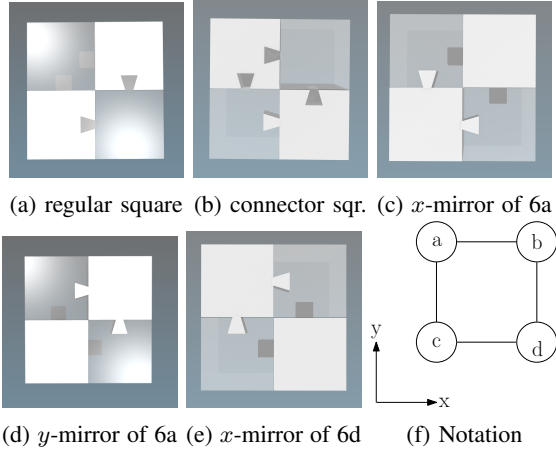 (a) regular square (b) connector sqr. (c) x-mirror of 6a
a b
c d
y
x
(d) y-mirror of 6a (e) x-mirror of 6d (f) Notation